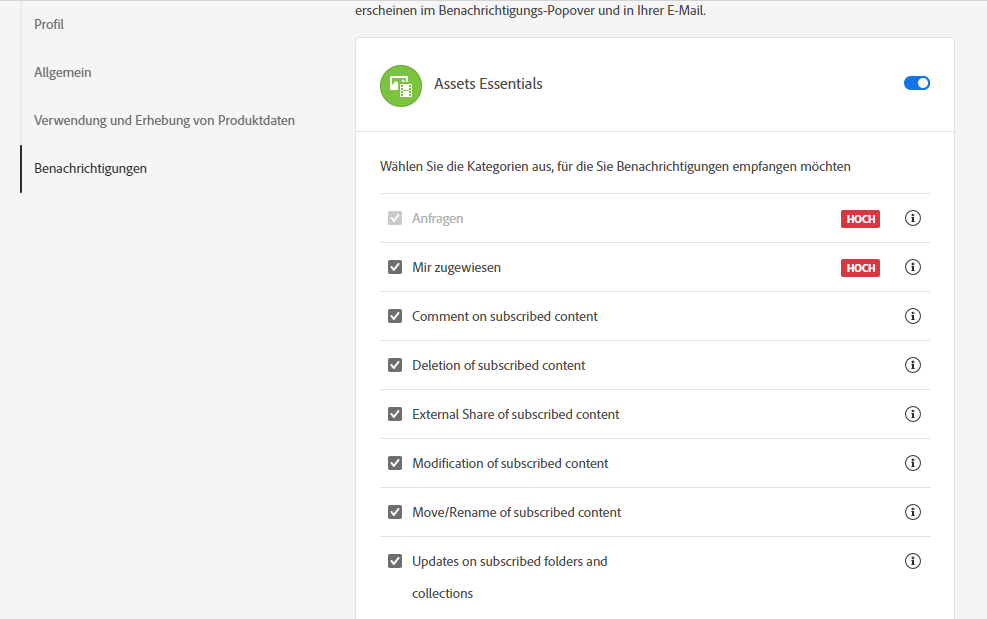 erscheinen im Benachrichtigungs-Popover und in Ihrer E-Mail.
Profil
Allgemein
Verwendung und Erhebung von Produktdaten
Benachrichtigungen
Assets Essentials
Wählen Sie die Kategorien aus, für die Sie Benachrichtigungen empfangen möchten
Anfragen HOCH
Mir zugewiesen HOCH
Comment on subscribed content
Deletion of subscribed content
External Share of subscribed content
Modification of subscribed content
Move/Rename of subscribed content
Updates on subscribed folders and
collections